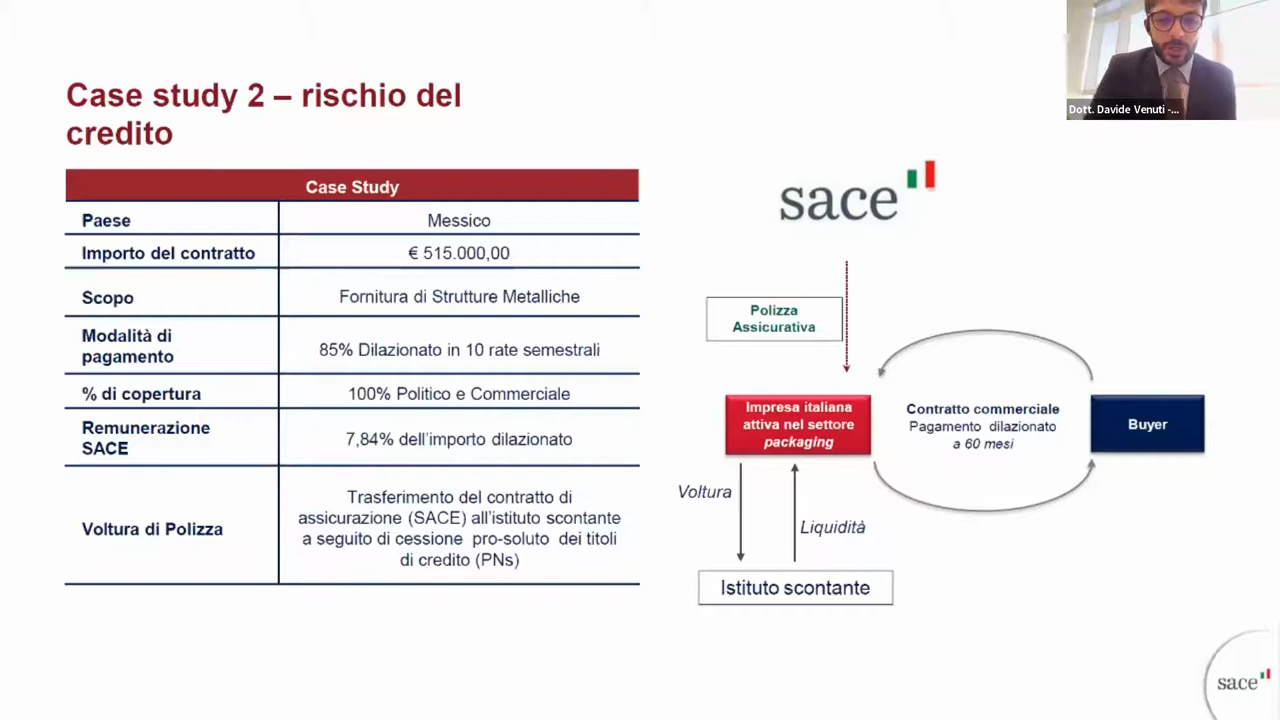 Dott. Davide Venuti -...
Case study 2 – rischio del
credito
Case Study
Paese
Messico
Importo del contratto
€ 515.000,00
Scopo
Fornitura di Strutture Metalliche
Modalità di
pagamento
85% Dilazionato in 10 rate semestrali
% di copertura
100% Politico e Commerciale
Remunerazione
SACE
7,84% dell'importo dilazionato
Voltura di Polizza
Trasferimento del contratto di
assicurazione (SACE) all'istituto scontante
a seguito di cessione pro-soluto dei titoli
di credito (PNs)
sace
Polizza
Assicurativa
Impresa italiana
attiva nel settore
packaging
Contratto commerciale
Pagamento dilazionato
a 60 mesi
Buyer
Voltura
Liquidità
Istituto scontante
sace